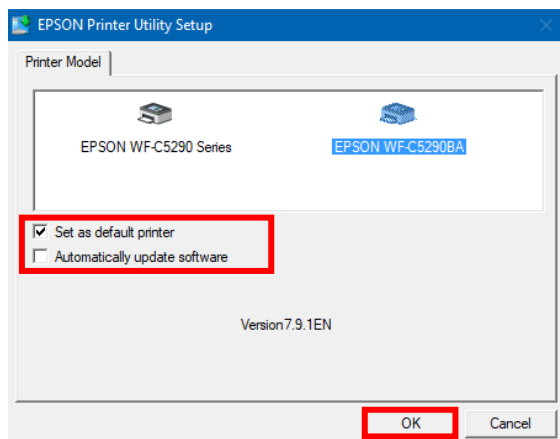 EPSON Printer Utility Setup
Printer Model
EPSON WF-C5290 Series
EPSON WF-C5290BA
Set as default printer
Automatically update software
Version7.9.1EN
OK
Cancel